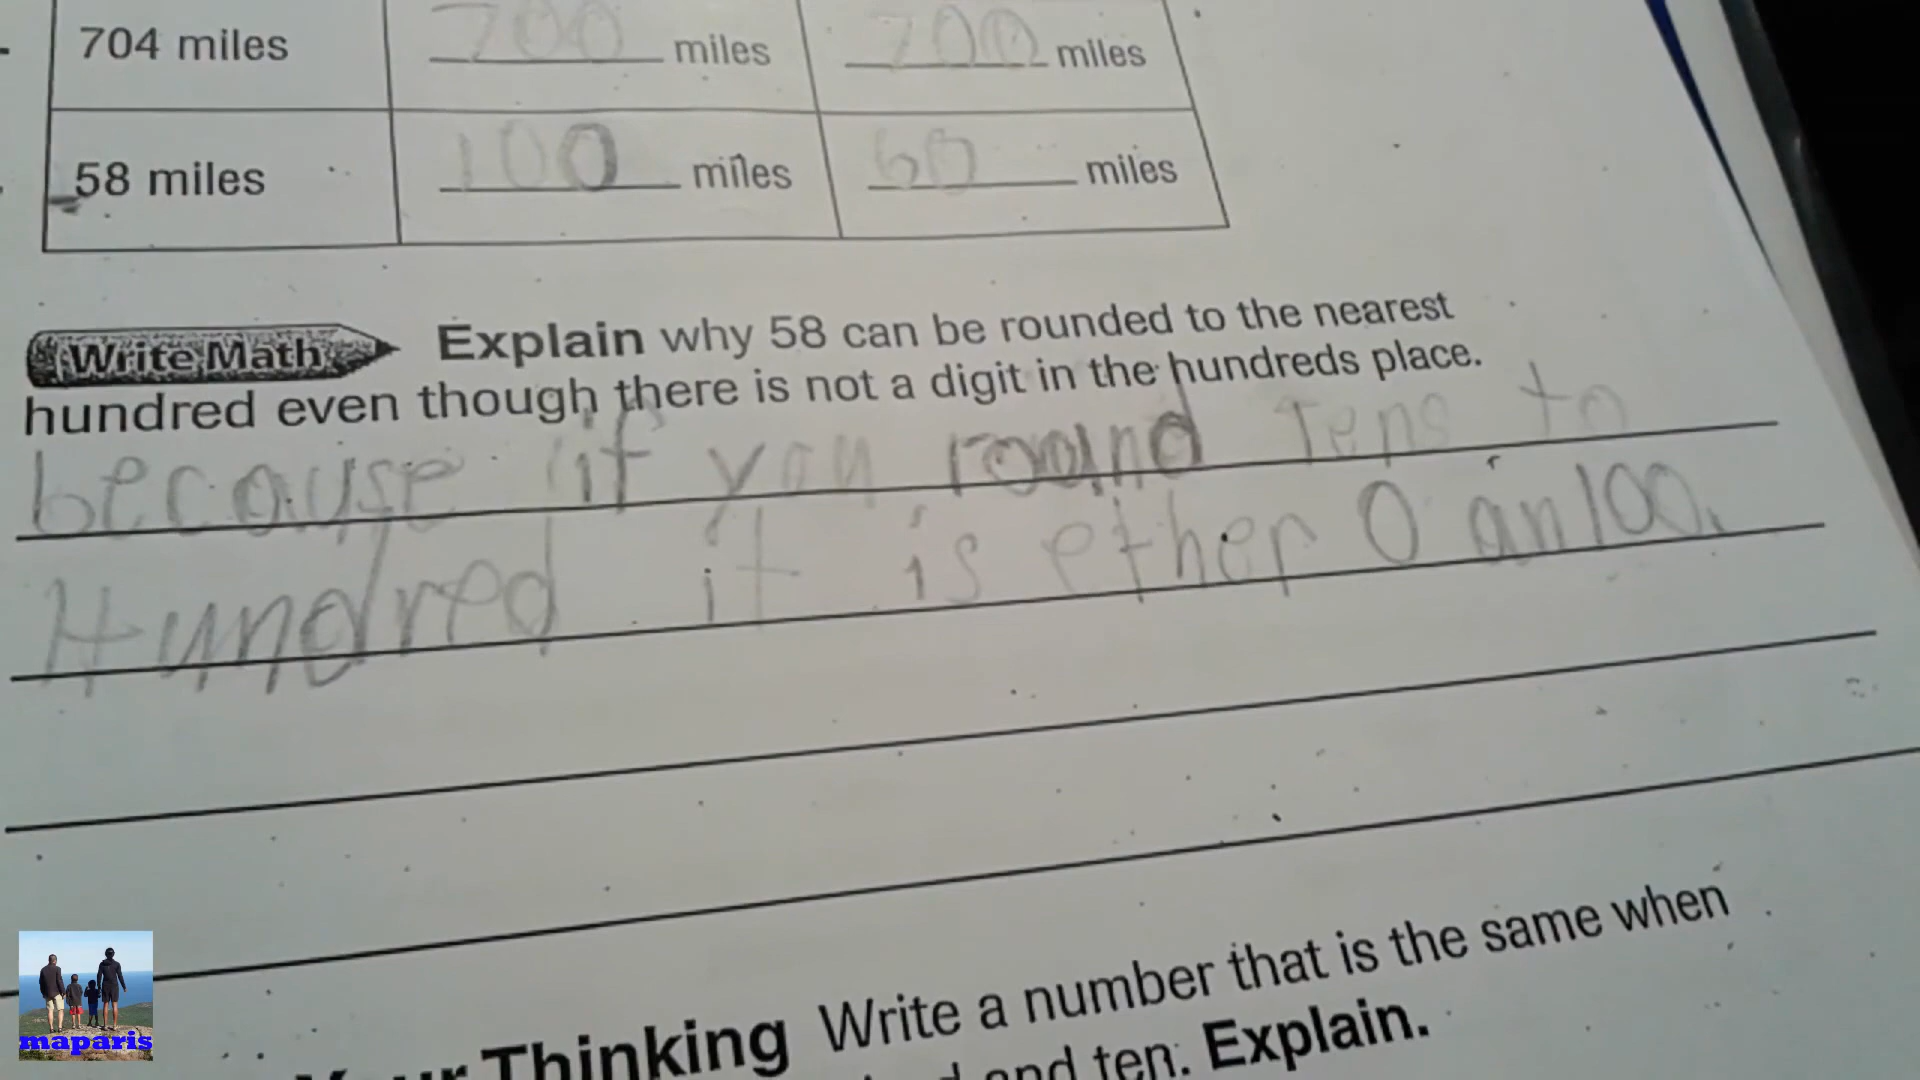 704 miles 700 miles 700 miles
58 miles 100 miles 60 miles
Write Math Explain why 58 can be rounded to the nearest
hundred even though there is not a digit in the hundreds place.
because if you round Tens to
Hundred it is ether 0 an 100.
Your Thinking Write a number that is the same when
and ten. Explain.
maparis